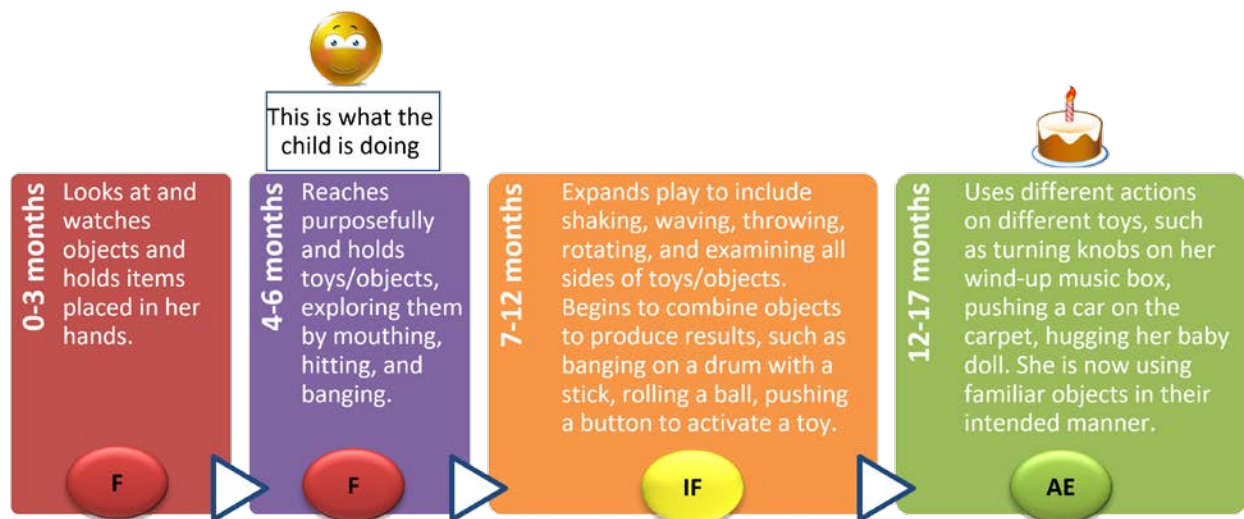 This is what the
child is doing
0-3 months
Looks at and
watches
objects and
holds items
placed in her
hands.
F
4-6 months
Reaches
purposefully
and holds
toys/objects,
exploring them
by mouthing,
hitting, and
banging.
F
7-12 months
Expands play to include
shaking, waving, throwing,
rotating, and examining all
sides of toys/objects.
Begins to combine objects
to produce results, such as
banging on a drum with a
stick, rolling a ball, pushing
a button to activate a toy.
IF
12-17 months
Uses different actions
on different toys, such
as turning knobs on her
wind-up music box,
pushing a car on the
carpet, hugging her baby
doll. She is now using
familiar objects in their
intended manner.
AE